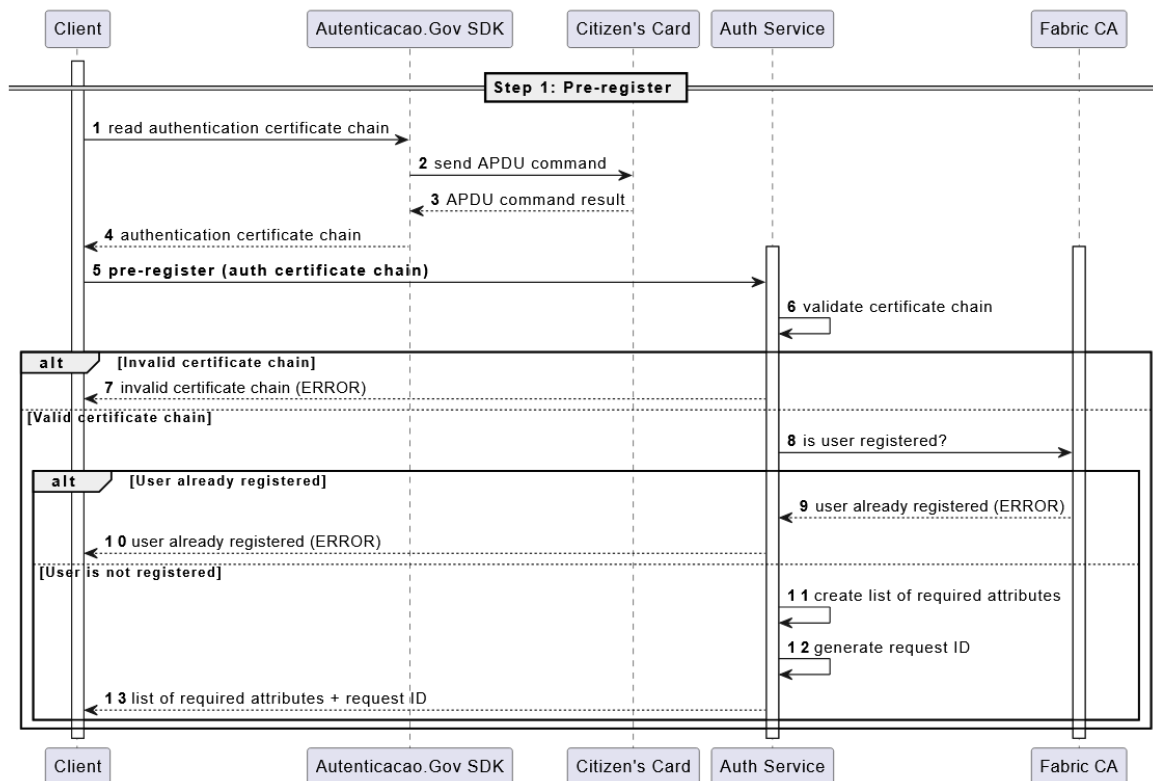 Client
Autenticacao.Gov SDK
Citizen's Card
Auth Service
Fabric CA
Step 1: Pre-register
1 read authentication certificate chain
2 send APDU command
3 APDU command result
4 authentication certificate chain
5 pre-register (auth certificate chain)
6 validate certificate chain
alt [Invalid certificate chain]
7 invalid certificate chain (ERROR)
[Valid certificate chain]
8 is user registered?
alt [User already registered]
9 user already registered (ERROR)
10 user already registered (ERROR)
[User is not registered]
11 create list of required attributes
12 generate request ID
13 list of required attributes + request ID
Client
Autenticacao.Gov SDK
Citizen's Card
Auth Service
Fabric CA